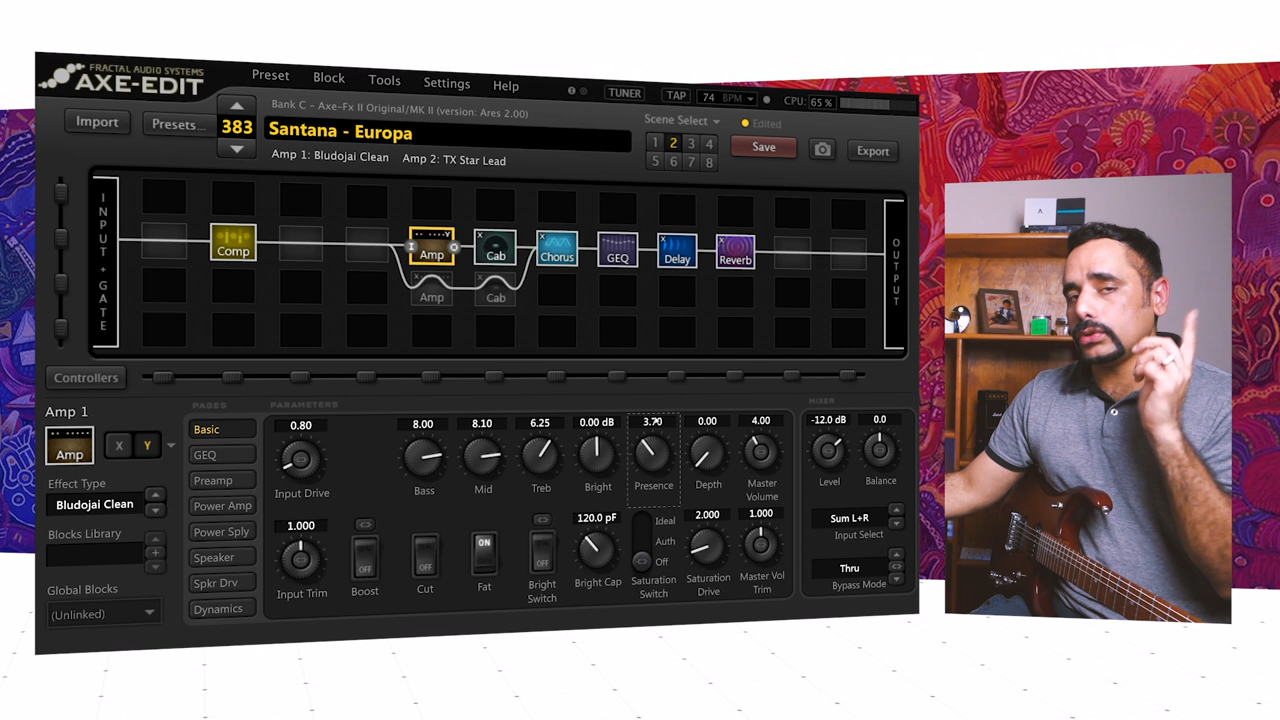 FRACTAL AUDIO SYSTEMS
AXE-EDIT
Preset Block Tools Settings Help
TUNER TAP 74 BPM CPU: 65 %
Import Presets... 383
Bank C - Axe-Fx II Original/MK II (version: Ares 2.00)
Santana - Europa
Amp 1: Bludojai Clean Amp 2: TX Star Lead
Scene Select Edited
1 2 3 4
5 6 7 8
Save Export
INPUT + GATE
Comp Amp Cab Chorus GEQ Delay Reverb
Amp Cab
OUTPUT
Controllers
Amp 1
Amp
X Y
Effect Type
Bludojai Clean
Blocks Library
Global Blocks
(Unlinked)
PAGES
Basic
GEQ
Preamp
Power Amp
Power Sply
Speaker
Spkr Drv
Dynamics
PARAMETERS
0.80 8.00 8.10 6.25 0.00 dB 3.70 0.00 4.00
Input Drive Bass Mid Treb Bright Presence Depth Master Volume
1.000 120.0 pF 2.000 1.000
OFF OFF ON OFF
Ideal
Auto
Off
Input Trim Boost Cut Fat Bright Switch Bright Cap Saturation Switch Saturation Drive Master Vol Trim
MIXER
-12.0 dB 0.0
Level Balance
Sum L+R
Input Select
Thru
Bypass Mode